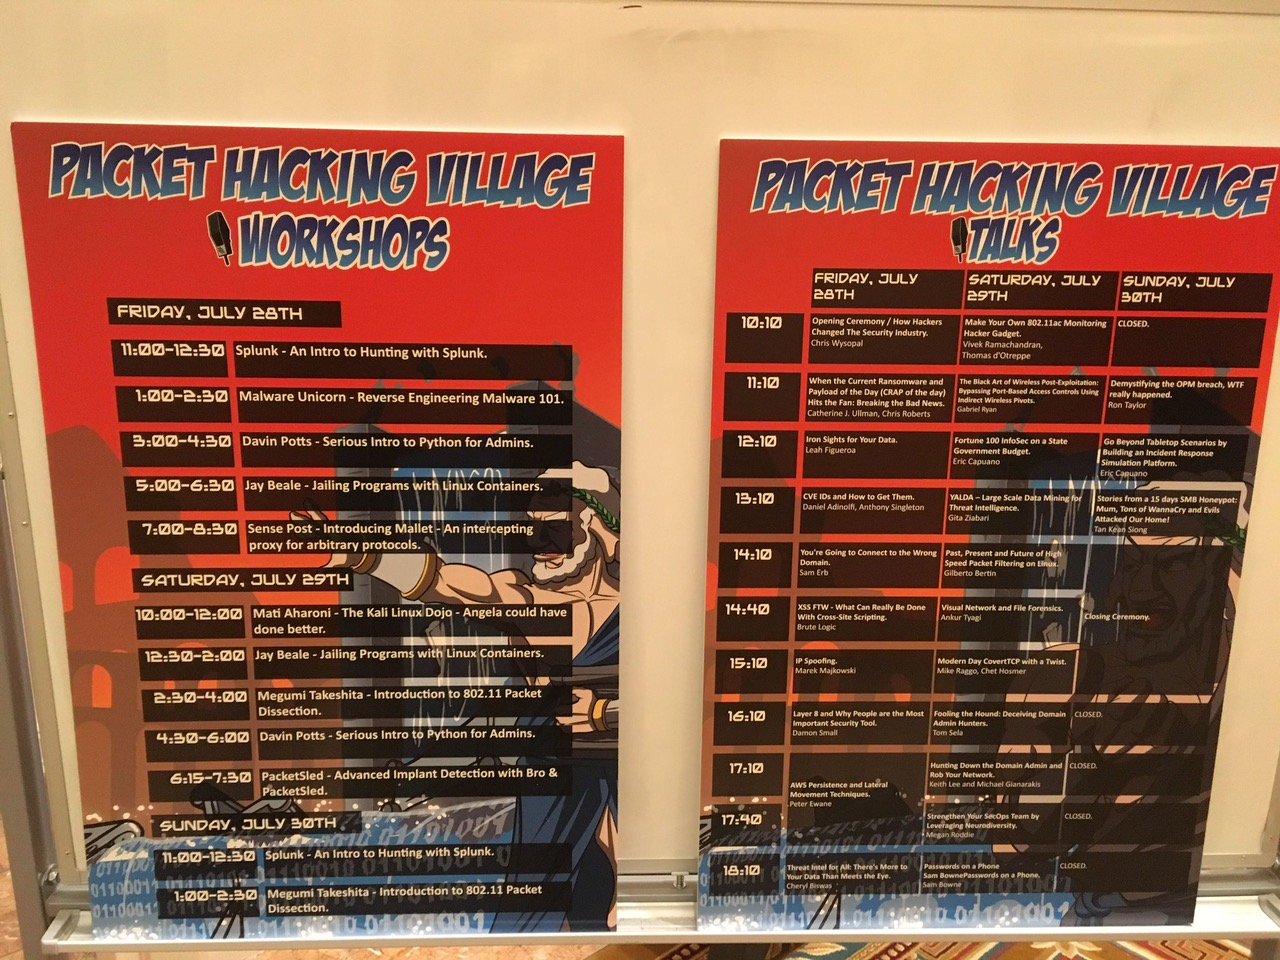 PACKET HACKING VILLAGE
WORKSHOPS
FRIDAY, JULY 28TH
11:00-12:30 Splunk - An Intro to Hunting with Splunk.
1:00-2:30 Malware Unicorn - Reverse Engineering Malware 101.
3:00-4:30 Davin Potts - Serious Intro to Python for Admins.
5:00-6:30 Jay Beale - Jailing Programs with Linux Containers.
7:00-8:30 Sense Post - Introducing Mallet - An intercepting
proxy for arbitrary protocols.
SATURDAY, JULY 29TH
10:00-12:00 Mati Aharoni - The Kali Linux Dojo - Angela could have
done better.
12:30-2:00 Jay Beale - Jailing Programs with Linux Containers.
2:30-4:00 Megumi Takeshita - Introduction to 802.11 Packet
Dissection.
4:30-6:00 Davin Potts - Serious Intro to Python for Admins.
6:15-7:30 PacketSled - Advanced Implant Detection with Bro &
PacketSled.
SUNDAY, JULY 30TH
11:00-12:30 Splunk - An Intro to Hunting with Splunk.
1:00-2:30 Megumi Takeshita - Introduction to 802.11 Packet
Dissection.
PACKET HACKING VILLAGE
TALKS
FRIDAY, JULY
28TH
SATURDAY, JULY
29TH
SUNDAY, JULY
30TH
10:10
Opening Ceremony / How Hackers
Changed The Security Industry.
Chris Wysopal
Make Your Own 802.11ac Monitoring
Hacker Gadget.
Vivek Ramachandran,
Thomas d'Otreppe
CLOSED.
11:10
When the Current Ransomware and
Payload of the Day (CRAP of the day)
Hits the Fan: Breaking the Bad News.
Catherine J. Ullman, Chris Roberts
The Black Art of Wireless Post-Exploitation:
Bypassing Port-Based Access Controls Using
Indirect Wireless Pivots.
Gabriel Ryan
Demystifying the OPM breach, WTF
really happened.
Ron Taylor
12:10
Iron Sights for Your Data.
Leah Figueroa
Fortune 100 InfoSec on a State
Government Budget.
Eric Capuano
Go Beyond Tabletop Scenarios by
Building an Incident Response
Simulation Platform.
Eric Capuano
13:10
CVE IDs and How to Get Them.
Daniel Adinolfi, Anthony Singleton
YALDA – Large Scale Data Mining for
Threat Intelligence.
Gita Ziabari
Stories from a 15 days SMB Honeypot:
Mum, Tons of WannaCry and Evils
Attacked Our Home!
Tan Kean Siong
14:10
You're Going to Connect to the Wrong
Domain.
Sam Erb
Past, Present and Future of High
Speed Packet Filtering on Linux.
Gilberto Bertin
14:40
XSS FTW - What Can Really Be Done
With Cross-Site Scripting.
Brute Logic
Visual Network and File Forensics.
Ankur Tyagi
Closing Ceremony.
15:10
IP Spoofing.
Marek Majkowski
Modern Day CovertTCP with a Twist.
Mike Raggo, Chet Hosmer
16:10
Layer 8 and Why People are the Most
Important Security Tool.
Damon Small
Fooling the Hound: Deceiving Domain
Admin Hunters.
Tom Sela
CLOSED.
17:10
AWS Persistence and Lateral
Movement Techniques.
Peter Ewane
Hunting Down the Domain Admin and
Rob Your Network.
Keith Lee and Michael Gianarakis
CLOSED.
17:40
Strengthen Your SecOps Team by
Leveraging Neurodiversity.
Megan Roddie
CLOSED.
18:10
Threat Intel for All: There's More to
Your Data Than Meets the Eye.
Cheryl Biswas
Passwords on a Phone
Sam BownePasswords on a Phone.
Sam Bowne
CLOSED.